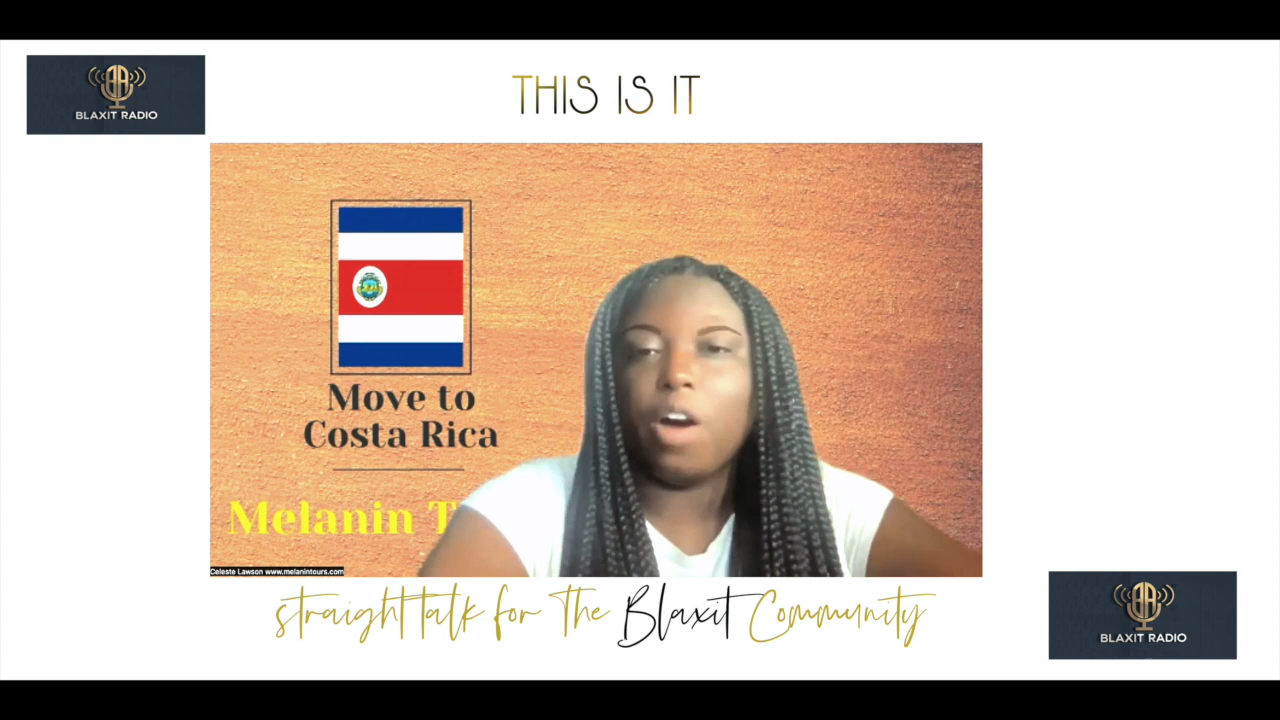 BLAXIT RADIO
THIS IS IT
Move to
Costa Rica
Melanin T
Celeste Lawson www.melanintours.com
straight talk for the Blaxit Community
BLAXIT RADIO